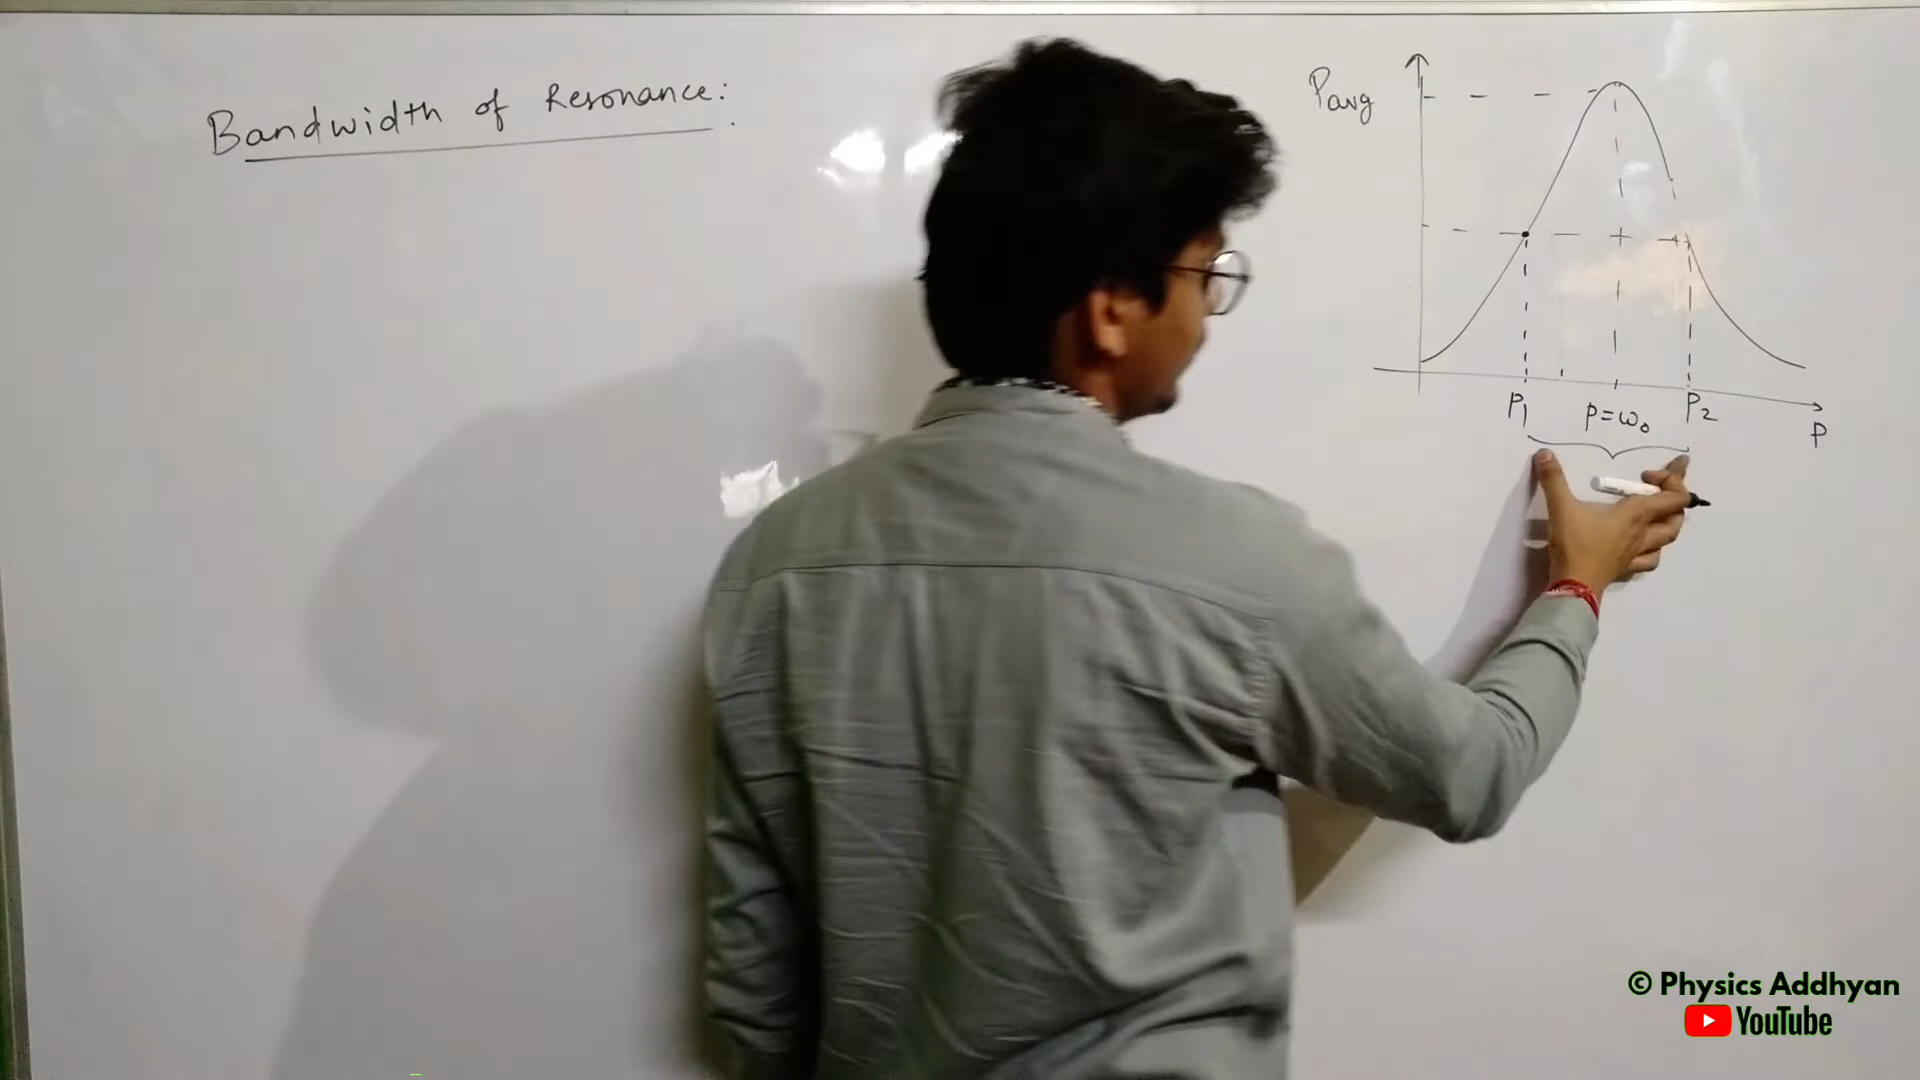 Bandwidth of Resonance:
Pavg
P₁ p=ω₀ P₂
P
© Physics Addhyan
YouTube